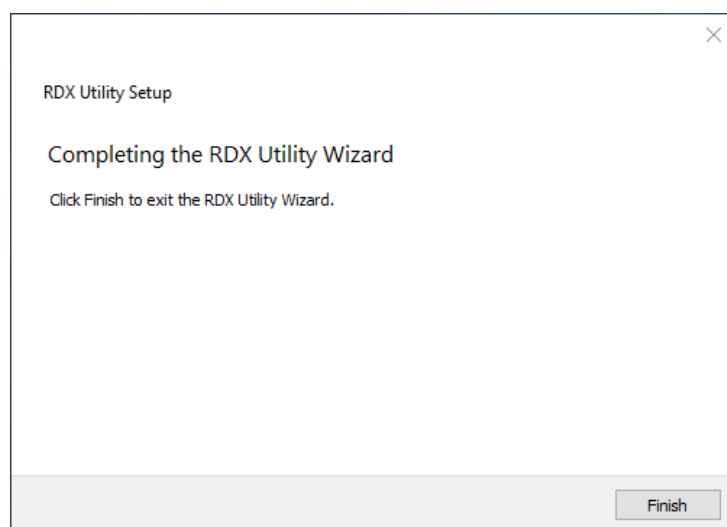 RDX Utility Setup
Completing the RDX Utility Wizard
Click Finish to exit the RDX Utility Wizard.
Finish